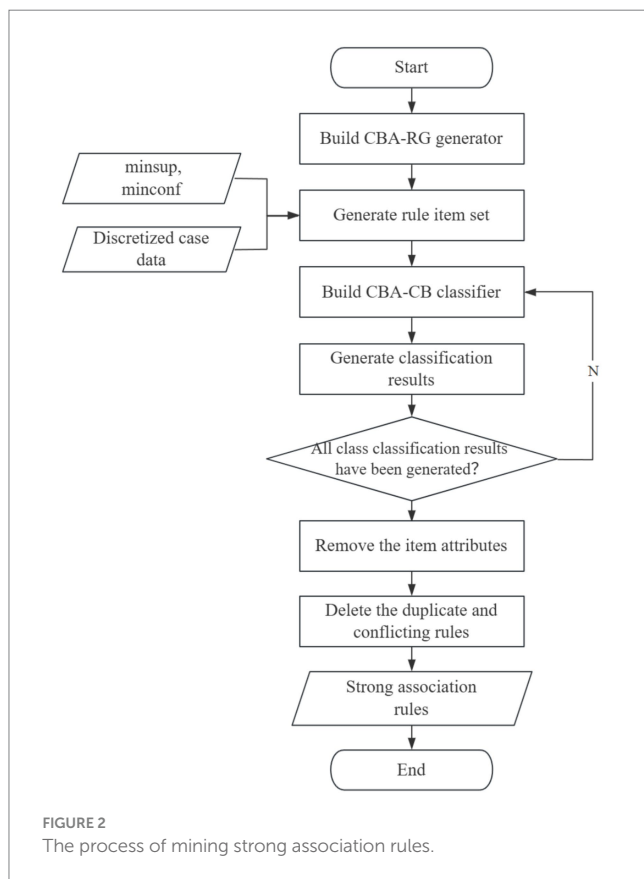 Start
Build CBA-RG generator
minsup,
minconf
Generate rule item set
Discretized case
data
Build CBA-CB classifier
Generate classification
results
N
All class classification results
have been generated?
Remove the item attributes
Delete the duplicate and
conflicting rules
Strong association
rules
End
FIGURE 2
The process of mining strong association rules.